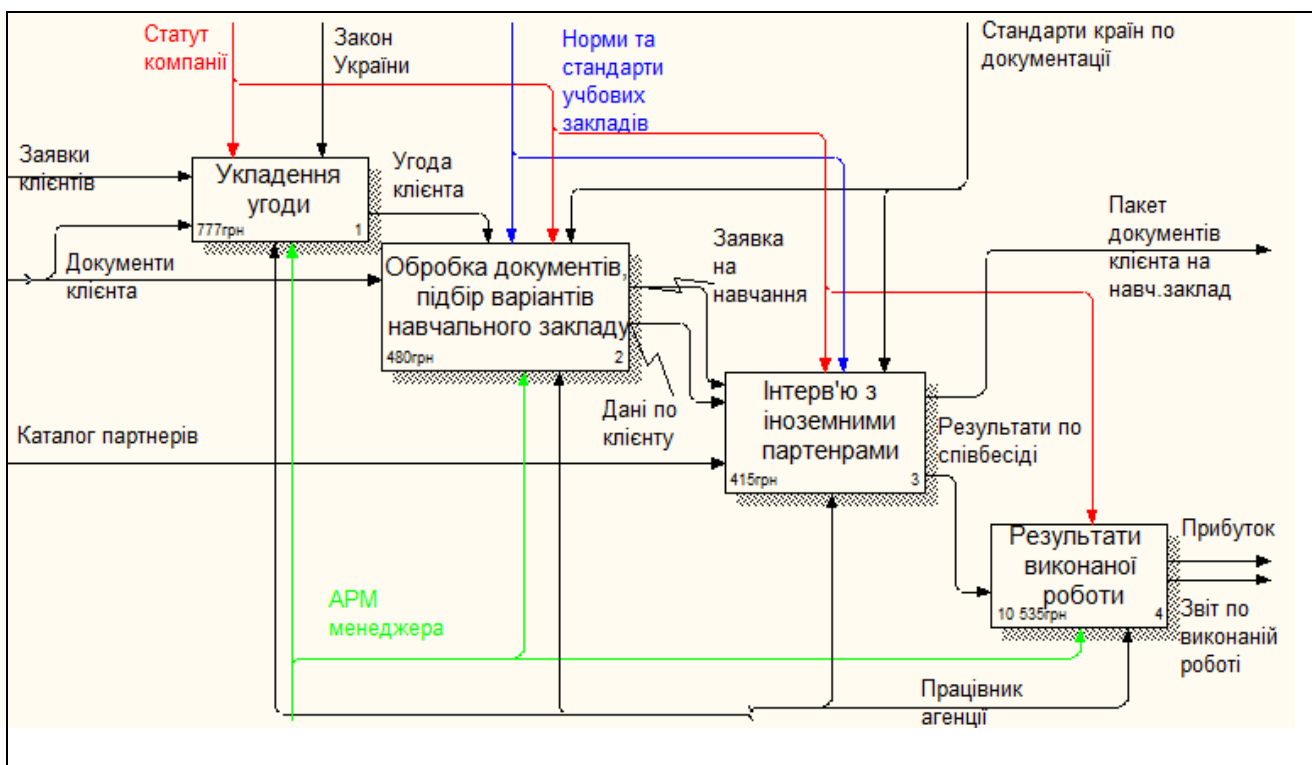 Статут
компанії
Закон
України
Норми та
стандарти
учбових
закладів
Стандарти країн по
документації
Заявки
клієнтів
Укладення
угоди
777грн 1
Угода
клієнта
Документи
клієнта
Обробка документів,
підбір варіантів
навчального закладу
480грн 2
Заявка
на
навчання
Пакет
документів
клієнта на
навч.заклад
Каталог партнерів
Дані по
клієнту
Інтерв'ю з
іноземними
партенрами
415грн 3
Результати по
співбесіді
Результати
виконаної
роботи
10 535грн 4
Прибуток
Звіт по
виконаній
роботі
АРМ
менеджера
Працівник
агенції